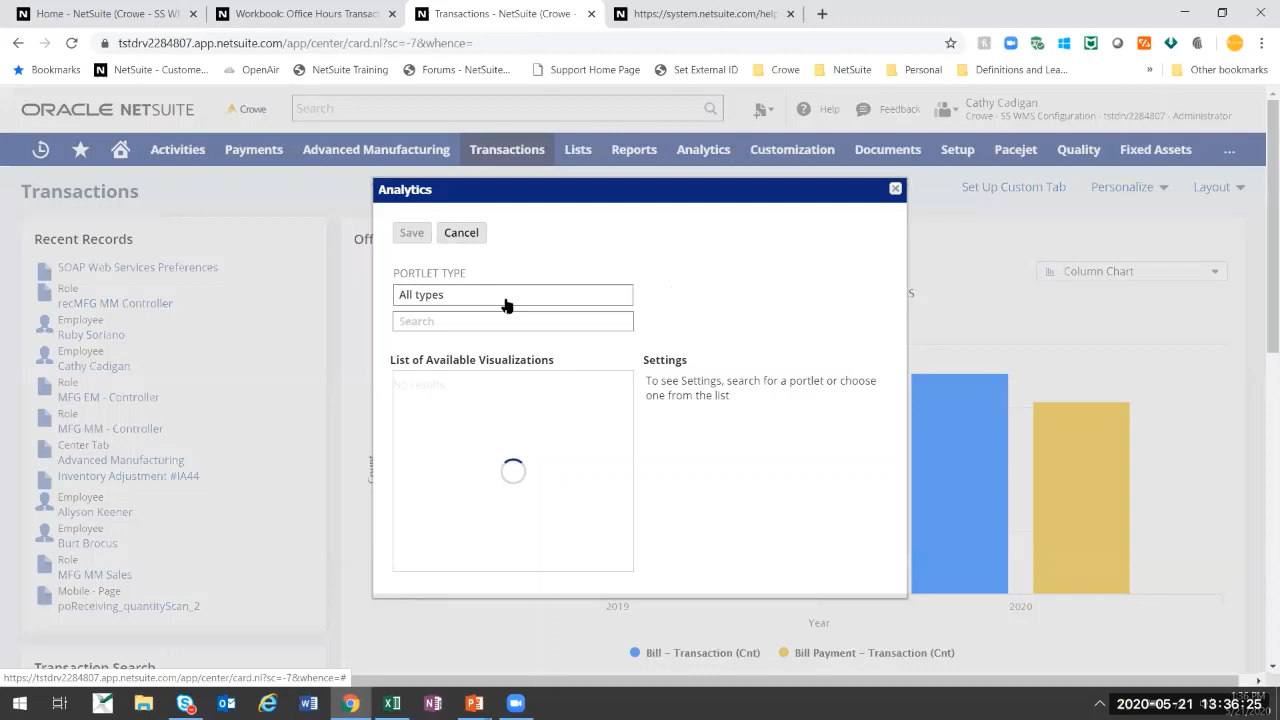 Home - NetSuite (Crowe - SS W
Workbook: Office Hours Transact
Transactions - NetSuite (Crowe -
https://system.netsuite.com/help
tstdrv2284807.app.netsuite.com/app/center/card.nl?sc=-7&whence=
Bookmarks
NetSuite - Custome...
OpenAir
NetSuite Training
Forums - NetSuite...
Support Home Page
Set External ID
Crowe
NetSuite
Personal
Definitions and Lea...
»
Other bookmarks
ORACLE NETSUITE
Crowe
Search
Help
Feedback
Cathy Cadigan
Crowe - SS WMS Configuration - tstdrv2284807 - Administrator
Activities
Payments
Advanced Manufacturing
Transactions
Lists
Reports
Analytics
Customization
Documents
Setup
Pacejet
Quality
Fixed Assets
...
Transactions
Set Up Custom Tab
Personalize
Layout
Analytics
Save
Cancel
PORTLET TYPE
All types
Search
List of Available Visualizations
No results
Settings
To see Settings, search for a portlet or choose
one from the list
Recent Records
SOAP Web Services Preferences
Role
recMFG MM Controller
Employee
Ruby Soriano
Employee
Cathy Cadigan
Role
MFG EM - Controller
Role
MFG MM - Controller
Center Tab
Advanced Manufacturing
Inventory Adjustment #IA44
Employee
Allyson Keener
Employee
Burt Brocus
Role
MFG MM Sales
Mobile - Page
poReceiving_quantityScan_2
Transaction Search
Off
Column Chart
S
2019
2020
Year
Bill – Transaction (Cnt)
Bill Payment – Transaction (Cnt)
https://tstdrv2284807.app.netsuite.com/app/center/card.nl?sc=-7&whence=#
2020-05-21 13:36:25